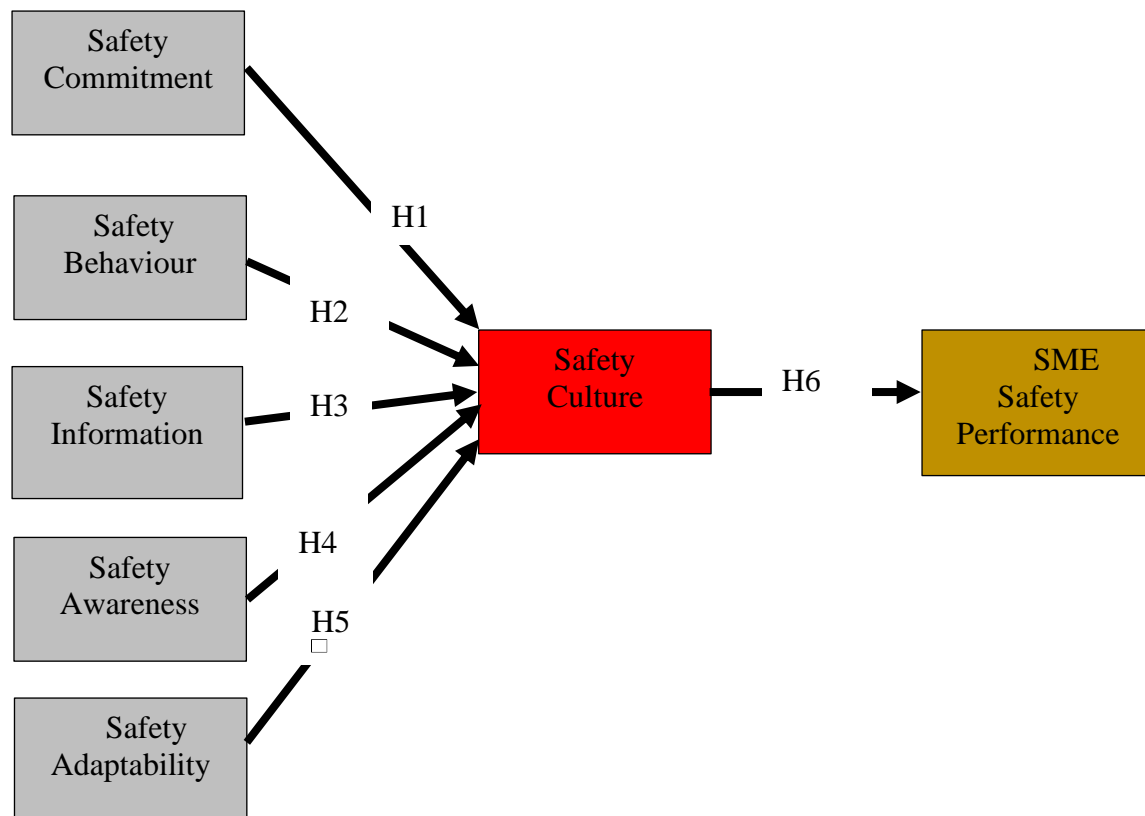 Safety
Commitment
H1
Safety
Behaviour
H2
Safety
Culture
H6
SME
Safety
Performance
Safety
Information
H3
Safety
Awareness
H4
H5
Safety
Adaptability